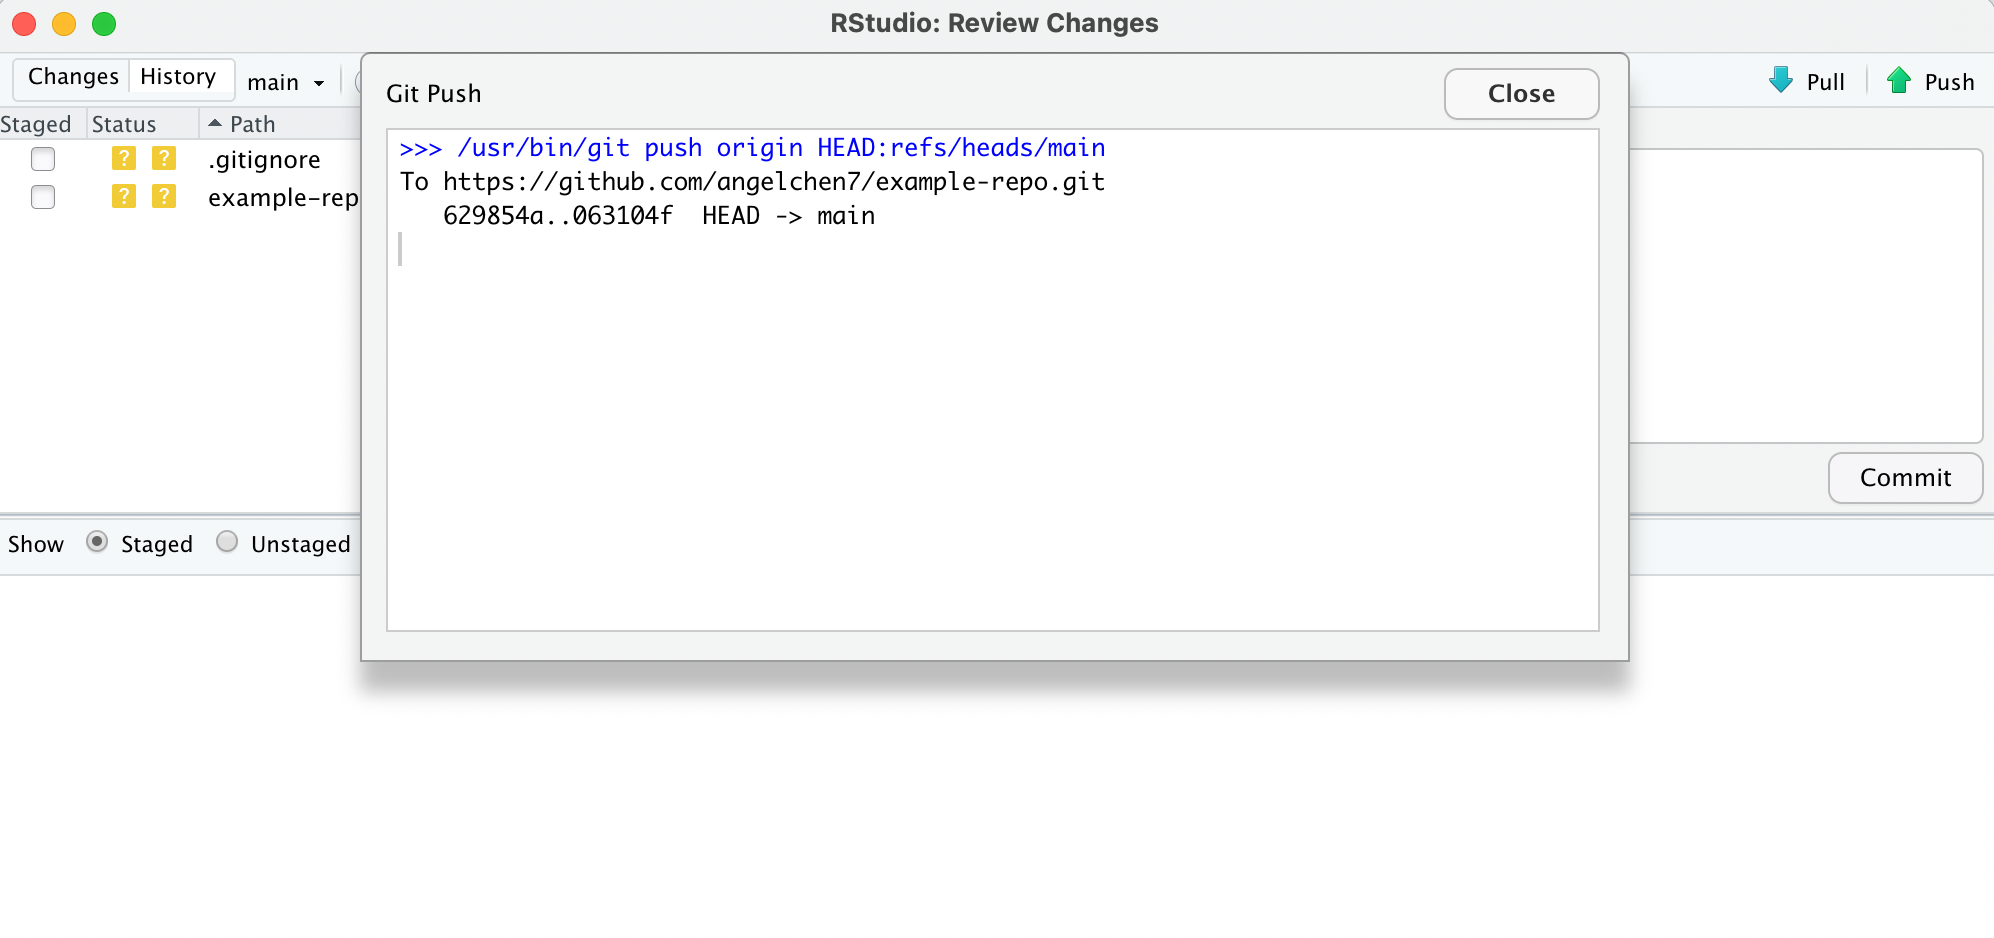 RStudio: Review Changes
Changes History main
Pull Push
Git Push
Close
Staged Status Path
? ? .gitignore
? ? example-rep
>>> /usr/bin/git push origin HEAD:refs/heads/main
To https://github.com/angelchen7/example-repo.git
629854a..063104f HEAD -> main
Commit
Show Staged Unstaged